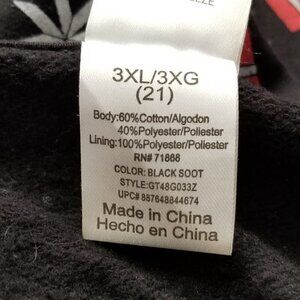 3XL/3XG
(21)
Body:60%Cotton/Algodon
40%Polyester/Poliester
Lining:100%Polyester/Poliester
RN# 71868
COLOR: BLACK SOOT
STYLE:GT48G033Z
UPC# 887648844674
Made in China
Hecho en China